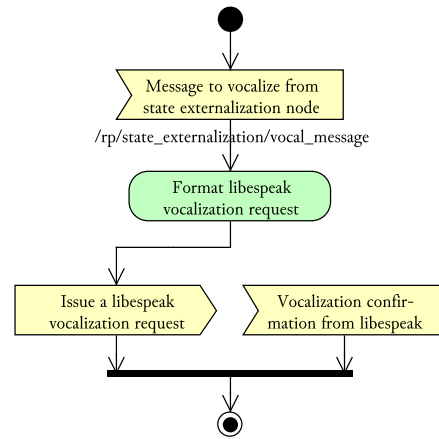 Message to vocalize from
state externalization node
/rp/state_externalization/vocal_message
Format libespeak
vocalization request
Issue a libespeak
vocalization request
Vocalization confir-
mation from libespeak